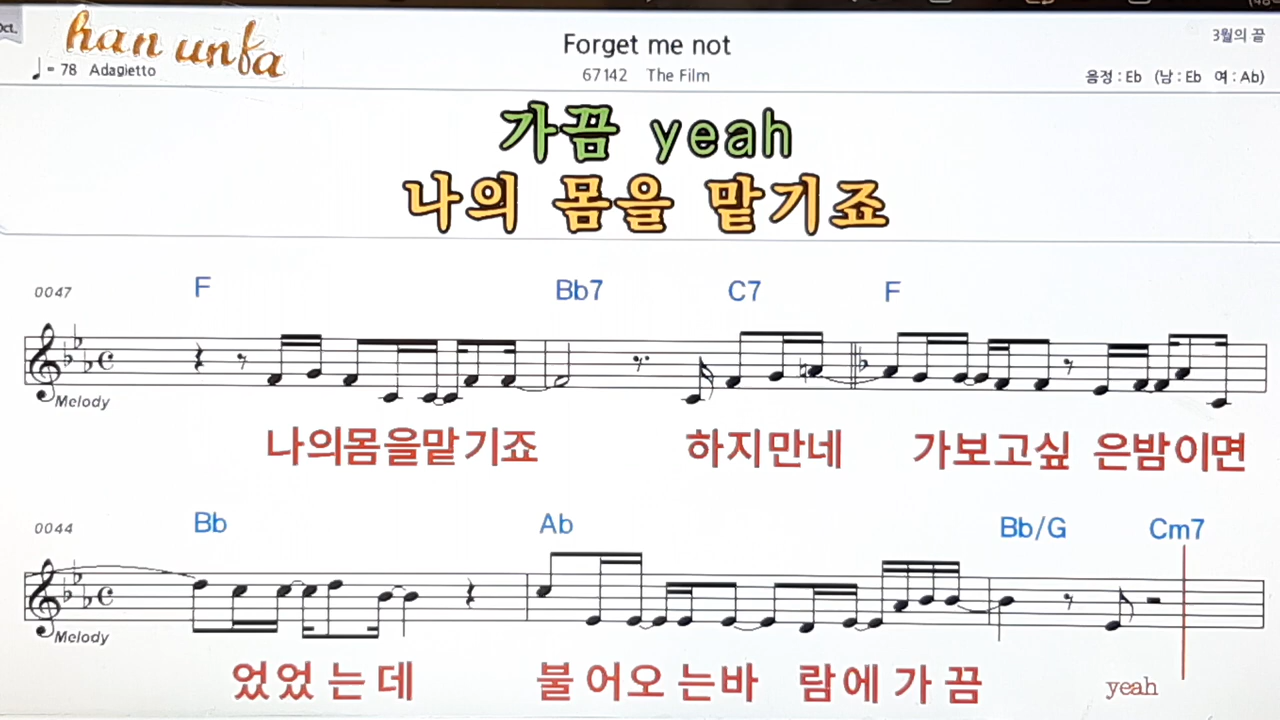 Oct.
han unfa
Forget me not
3월의 끝
♩= 78 Adagietto
67142 The Film
음정 : Eb (남 : Eb 여 : Ab)
가끔 yeah
나의 몸을 맡기죠
0047 F Bb7 C7 F
Melody
나의몸을맡기죠 하지만네 가보고싶 은밤이면
0044 Bb Ab Bb/G Cm7
Melody
었었는데 불어오는바 람에가끔 yeah